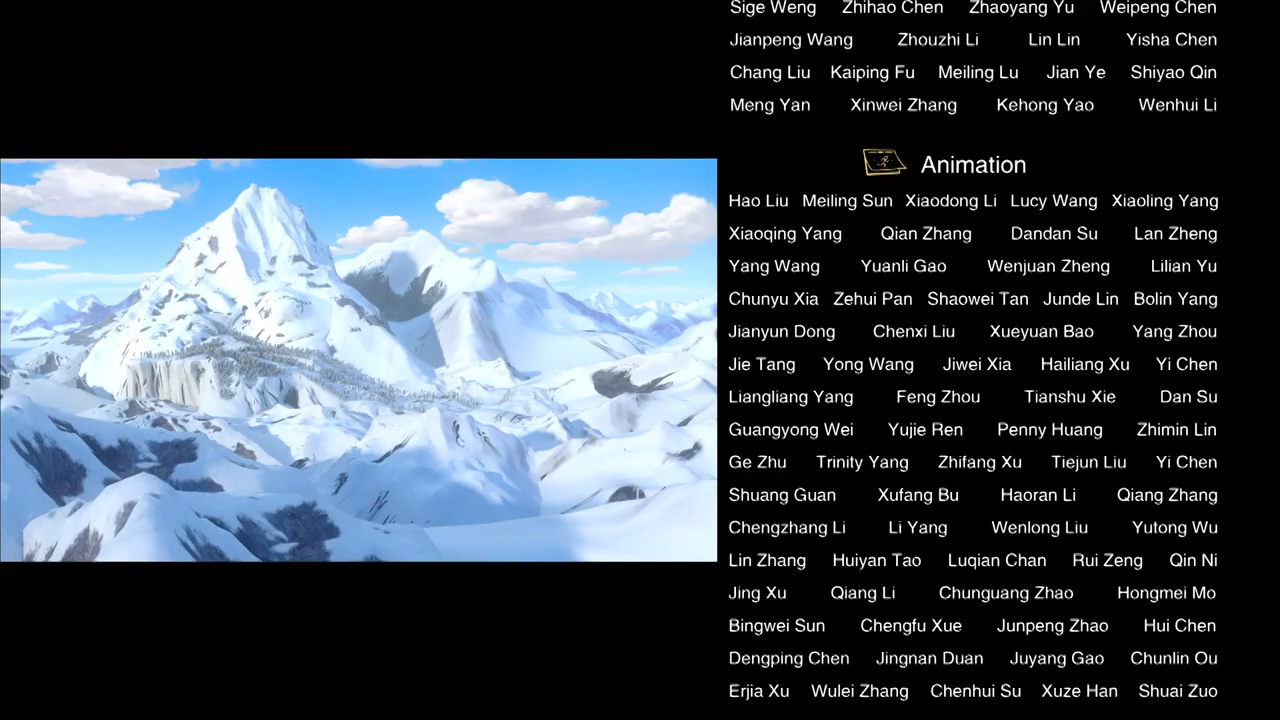 Sige Weng Zhihao Chen Zhaoyang Yu Weipeng Chen
Jianpeng Wang Zhouzhi Li Lin Lin Yisha Chen
Chang Liu Kaiping Fu Meiling Lu Jian Ye Shiyao Qin
Meng Yan Xinwei Zhang Kehong Yao Wenhui Li
Animation
Hao Liu Meiling Sun Xiaodong Li Lucy Wang Xiaoling Yang
Xiaoqing Yang Qian Zhang Dandan Su Lan Zheng
Yang Wang Yuanli Gao Wenjuan Zheng Lilian Yu
Chunyu Xia Zehui Pan Shaowei Tan Junde Lin Bolin Yang
Jianyun Dong Chenxi Liu Xueyuan Bao Yang Zhou
Jie Tang Yong Wang Jiwei Xia Hailiang Xu Yi Chen
Liangliang Yang Feng Zhou Tianshu Xie Dan Su
Guangyong Wei Yujie Ren Penny Huang Zhimin Lin
Ge Zhu Trinity Yang Zhifang Xu Tiejun Liu Yi Chen
Shuang Guan Xufang Bu Haoran Li Qiang Zhang
Chengzhang Li Li Yang Wenlong Liu Yutong Wu
Lin Zhang Huiyan Tao Luqian Chan Rui Zeng Qin Ni
Jing Xu Qiang Li Chunguang Zhao Hongmei Mo
Bingwei Sun Chengfu Xue Junpeng Zhao Hui Chen
Dengping Chen Jingnan Duan Juyang Gao Chunlin Ou
Erjia Xu Wulei Zhang Chenhui Su Xuze Han Shuai Zuo